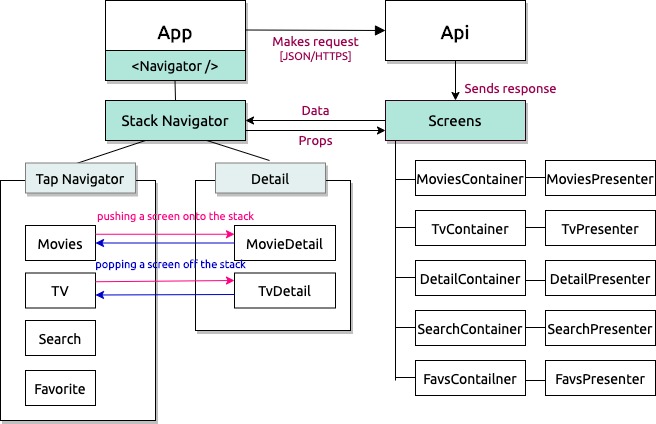 App
<Navigator />
Makes request
[JSON/HTTPS]
Api
Sends response
Stack Navigator
Data
Props
Screens
Tap Navigator
Detail
pushing a screen onto the stack
Movies
MovieDetail
popping a screen off the stack
TV
TvDetail
Search
Favorite
MoviesContainer
MoviesPresenter
TvContainer
TvPresenter
DetailContainer
DetailPresenter
SearchContainer
SearchPresenter
FavsContailner
FavsPresenter